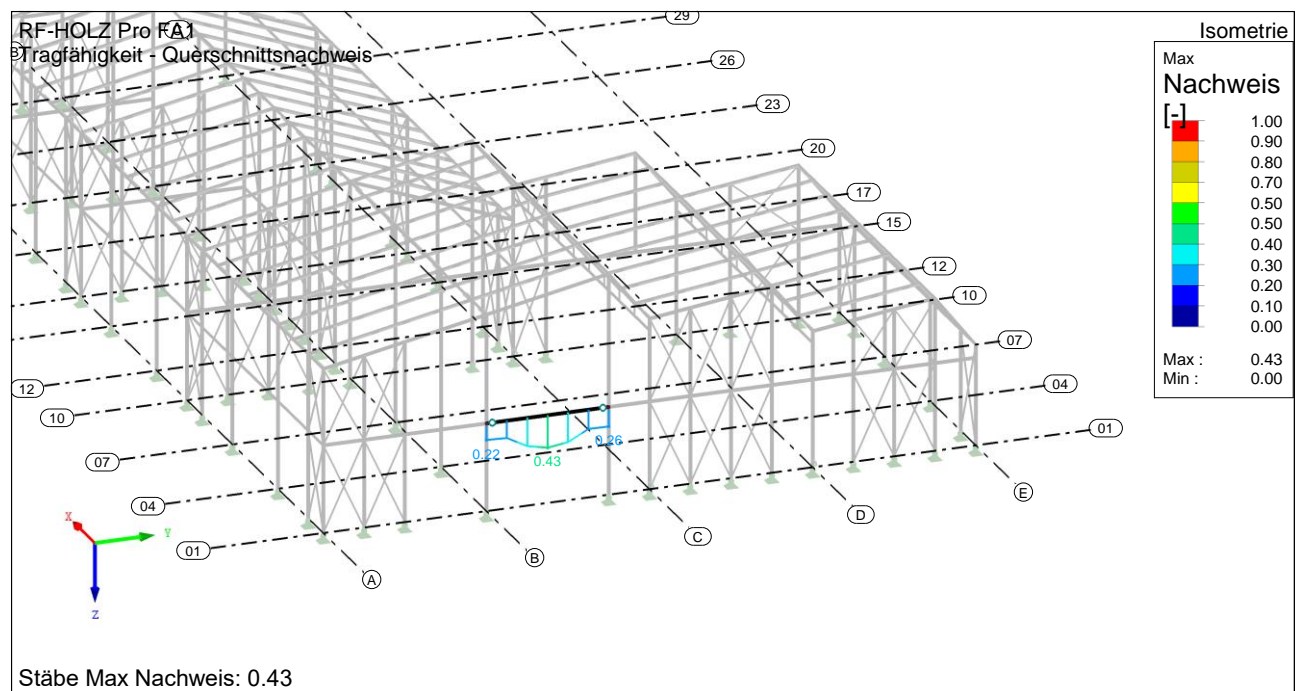 RF-HOLZ Pro FA1
Tragfähigkeit - Querschnittsnachweis
Isometrie
Max
Nachweis
[-]
1.00
0.90
0.80
0.70
0.60
0.50
0.40
0.30
0.20
0.10
0.00
Max : 0.43
Min : 0.00
A
B
29
26
23
20
17
15
12
10
07
04
01
12
10
07
04
01
A
B
C
D
E
0.22
0.43
0.26
X
Y
Z
Stäbe Max Nachweis: 0.43